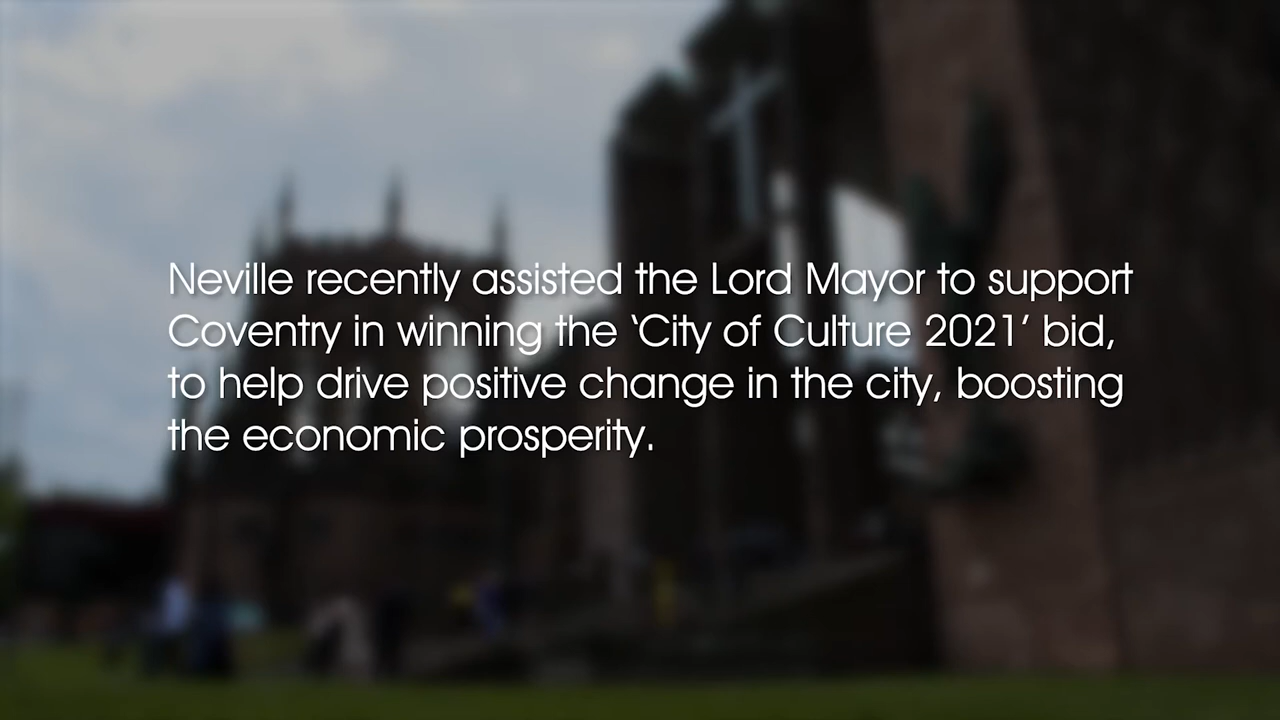 Neville recently assisted the Lord Mayor to support
Coventry in winning the ‘City of Culture 2021’ bid,
to help drive positive change in the city, boosting
the economic prosperity.